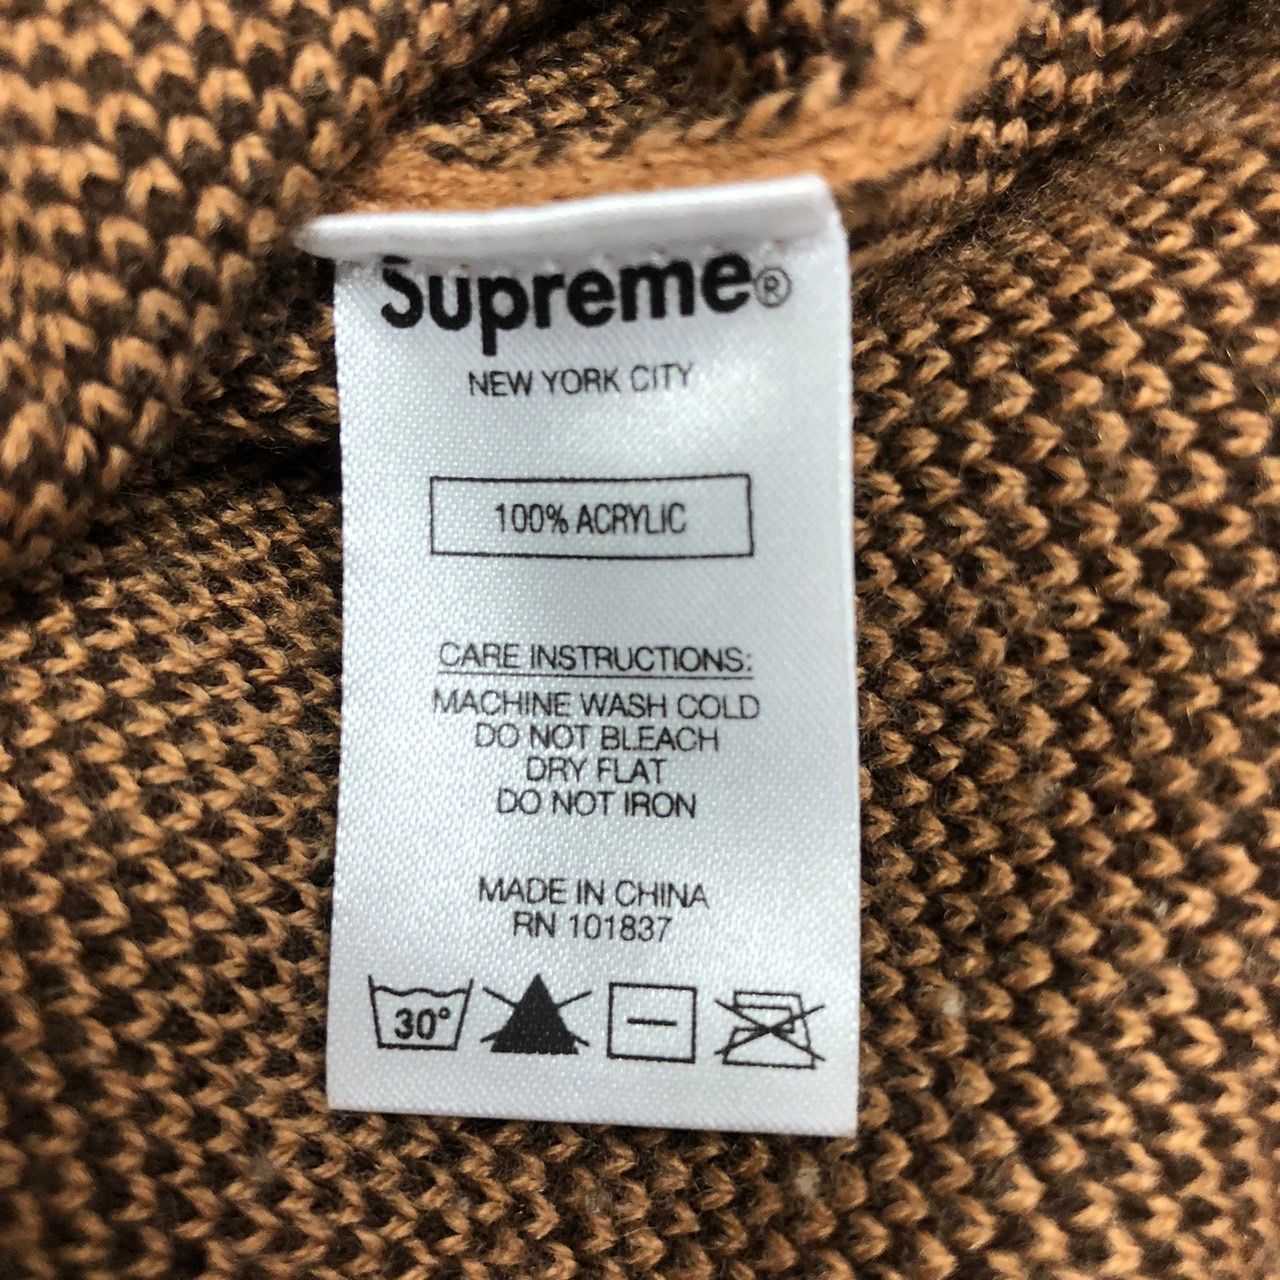 Supreme®
NEW YORK CITY
100% ACRYLIC
CARE INSTRUCTIONS:
MACHINE WASH COLD
DO NOT BLEACH
DRY FLAT
DO NOT IRON
MADE IN CHINA
RN 101837
30°